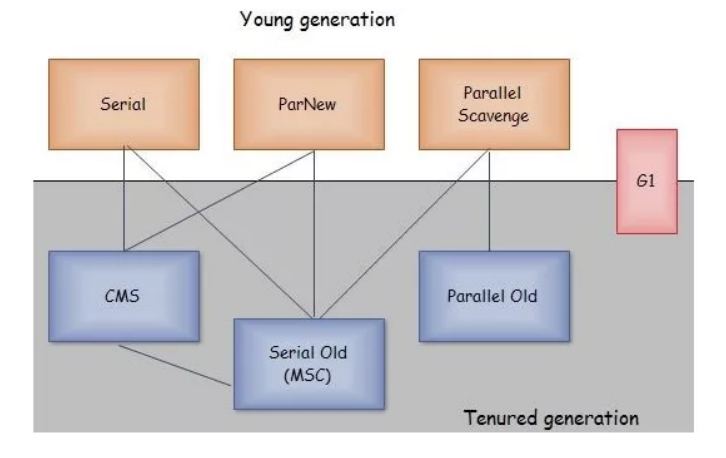 Young generation
Serial
ParNew
Parallel
Scavenge
G1
CMS
Serial Old
(MSC)
Parallel Old
Tenured generation